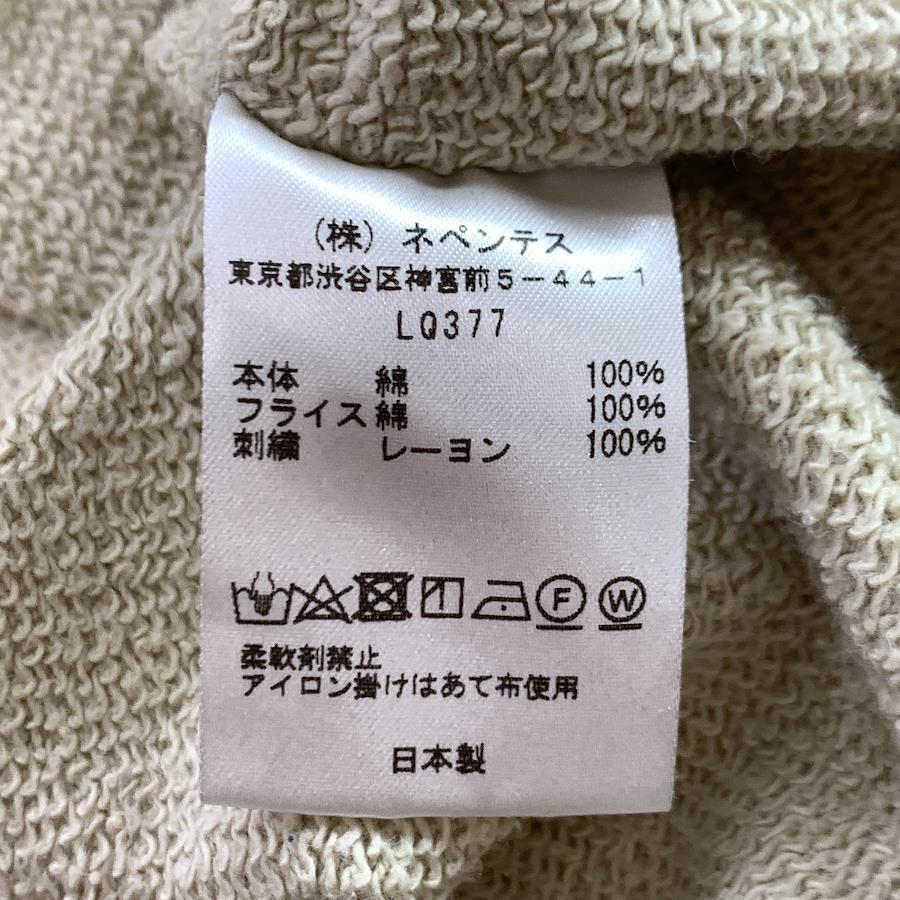 （株）ネペンテス
東京都渋谷区神宮前5-44-1
LQ377
本体 綿 100%
フライス 綿 100%
刺繍 レーヨン 100%
F W
柔軟剤禁止
アイロン掛けはあて布使用
日本製